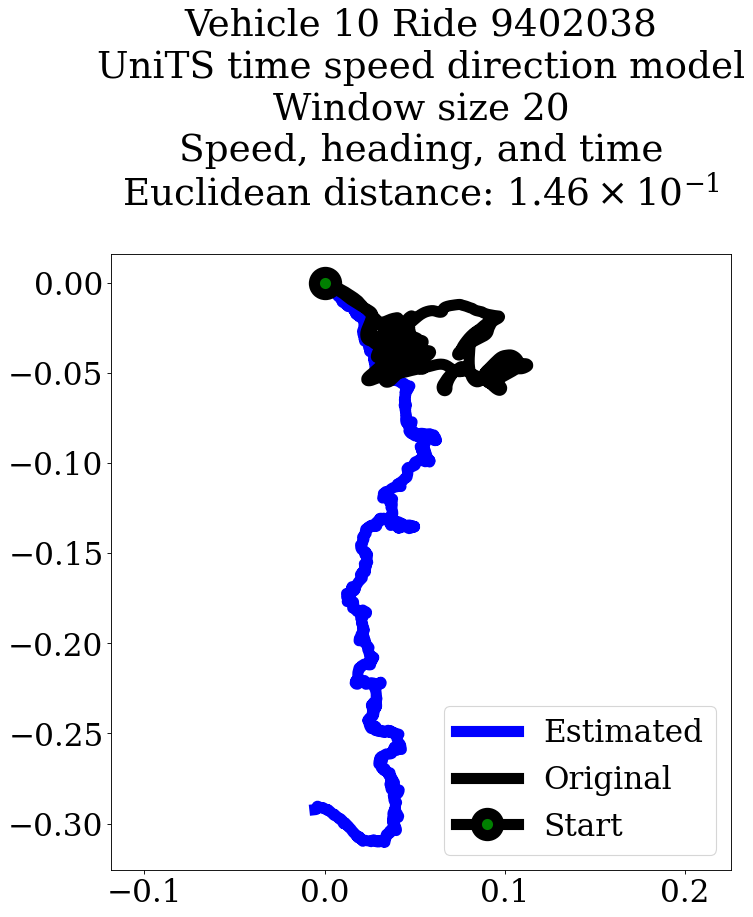 Vehicle 10 Ride 9402038
UniTS time speed direction model
Window size 20
Speed, heading, and time
Euclidean distance: 1.46 × 10⁻¹
0.00
−0.05
−0.10
−0.15
−0.20
−0.25
−0.30
Estimated
Original
Start
−0.1 0.0 0.1 0.2